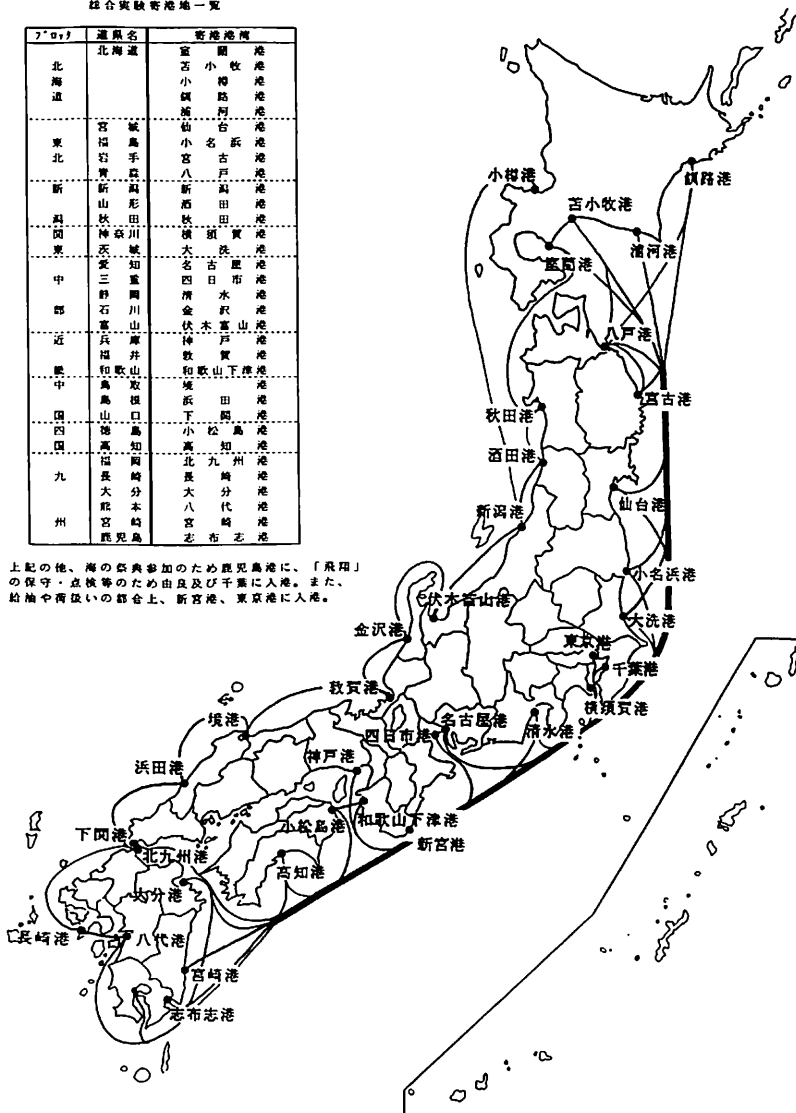 総合実験寄港地一覧
ブロック 道県名 寄港港湾
北海道 室蘭港
北 苫小牧港
海 小樽港
道 釧路港
浦河港
宮城 仙台港
東 福島 小名浜港
北 岩手 宮古港
青森 八戸港
新 新潟 新潟港
山形 酒田港
潟 秋田 秋田港
関 神奈川 横須賀港
東 茨城 大洗港
愛知 名古屋港
中 三重 四日市港
静岡 清水港
部 石川 金沢港
富山 伏木富山港
近 兵庫 神戸港
福井 敦賀港
畿 和歌山 和歌山下津港
中 鳥取 境港
島根 浜田港
国 山口 下関港
四 徳島 小松島港
国 高知 高知港
福岡 北九州港
九 長崎 長崎港
大分 大分港
熊本 八代港
州 宮崎 宮崎港
鹿児島 志布志港
上記の他、海の祭典参加のため鹿児島港に、「飛翔」
の保守・点検等のため由良及び千葉に入港。また、
給油や荷扱いの都合上、新宮港、東京港に入港。
小樽港
釧路港
苫小牧港
浦河港
室蘭港
八戸港
宮古港
秋田港
酒田港
仙台港
新潟港
小名浜港
伏木富山港
大洗港
金沢港
東京港
千葉港
敦賀港
横須賀港
境港
名古屋港
四日市港
清水港
神戸港
浜田港
小松島港
和歌山下津港
下関港
新宮港
北九州港
高知港
大分港
長崎港
八代港
宮崎港
志布志港